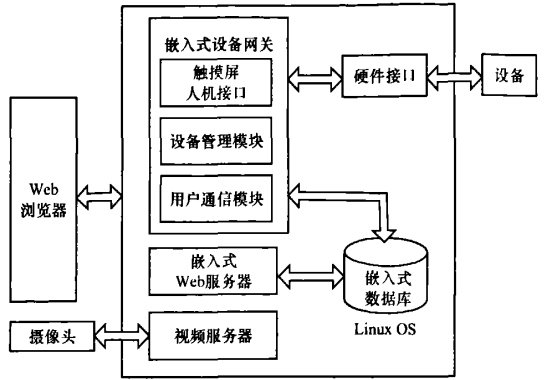 嵌入式设备网关
触摸屏
人机接口
硬件接口
设备
设备管理模块
Web
浏览器
用户通信模块
嵌入式
Web服务器
嵌入式
数据库
Linux OS
摄像头
视频服务器